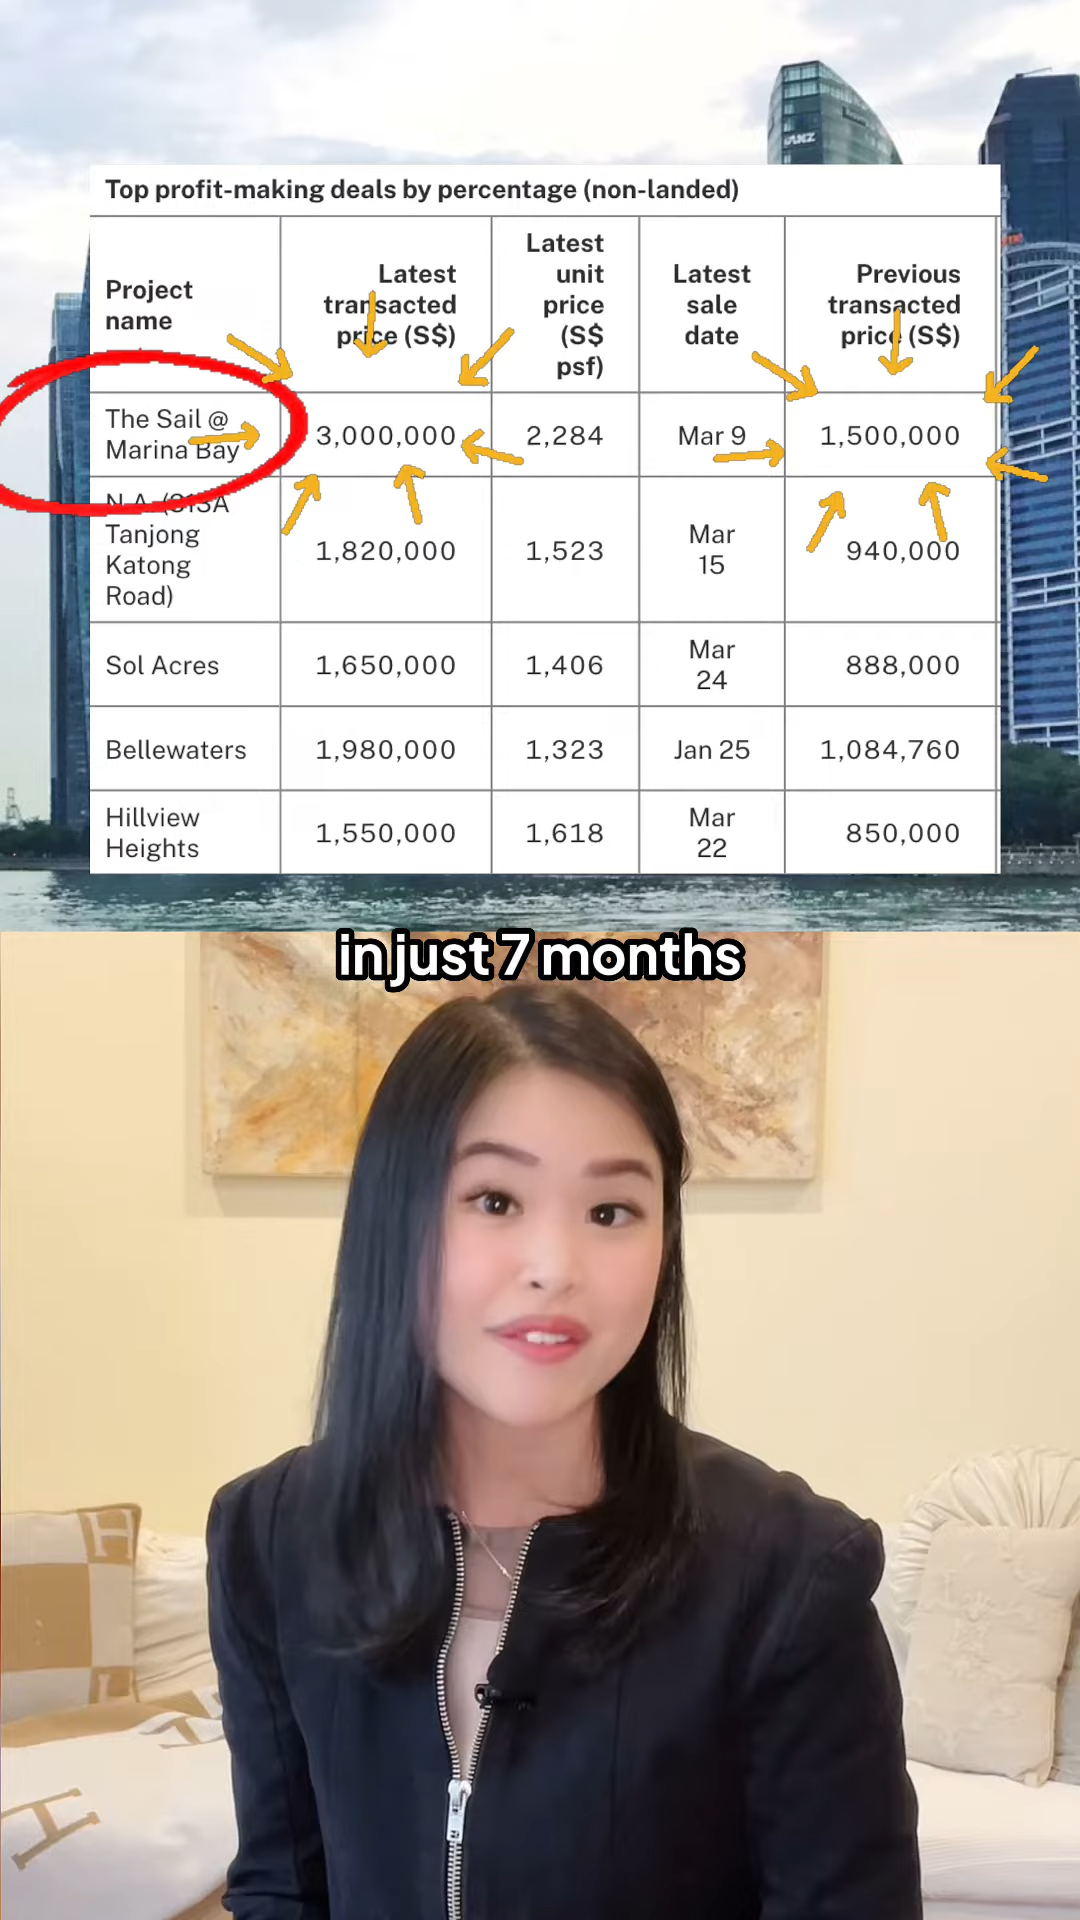 ANZ
Top profit-making deals by percentage (non-landed)
Project name
Latest transacted price (S$)
Latest unit price (S$ psf)
Latest sale date
Previous transacted price (S$)
The Sail @ Marina Bay
3,000,000
2,284
Mar 9
1,500,000
N.A. (813A Tanjong Katong Road)
1,820,000
1,523
Mar 15
940,000
Sol Acres
1,650,000
1,406
Mar 24
888,000
Bellewaters
1,980,000
1,323
Jan 25
1,084,760
Hillview Heights
1,550,000
1,618
Mar 22
850,000
in just 7 months